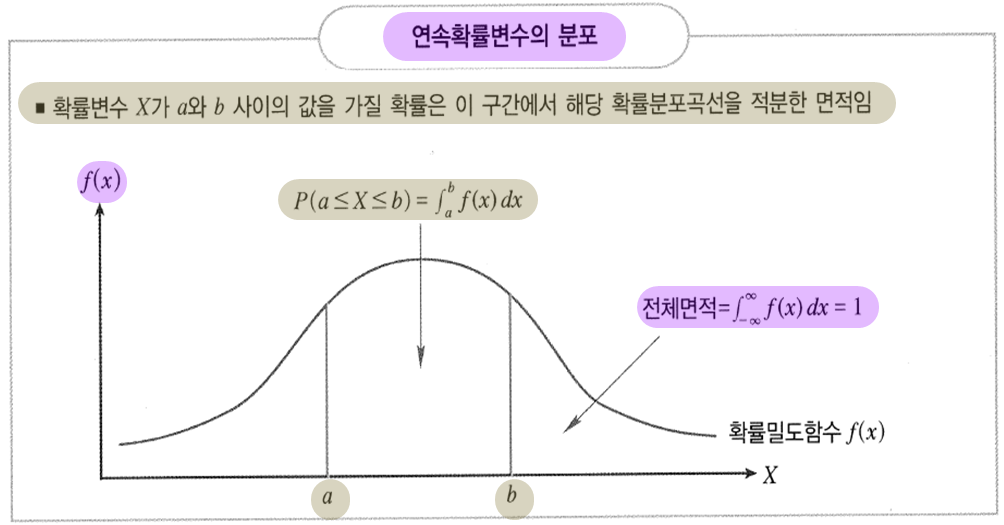 연속확률변수의 분포
■ 확률변수 X가 a와 b 사이의 값을 가질 확률은 이 구간에서 해당 확률분포곡선을 적분한 면적임
f(x)
P(a≤X≤b)=∫_a^b f(x)dx
전체면적=∫_{-∞}^{∞} f(x)dx=1
확률밀도함수 f(x)
X
a
b